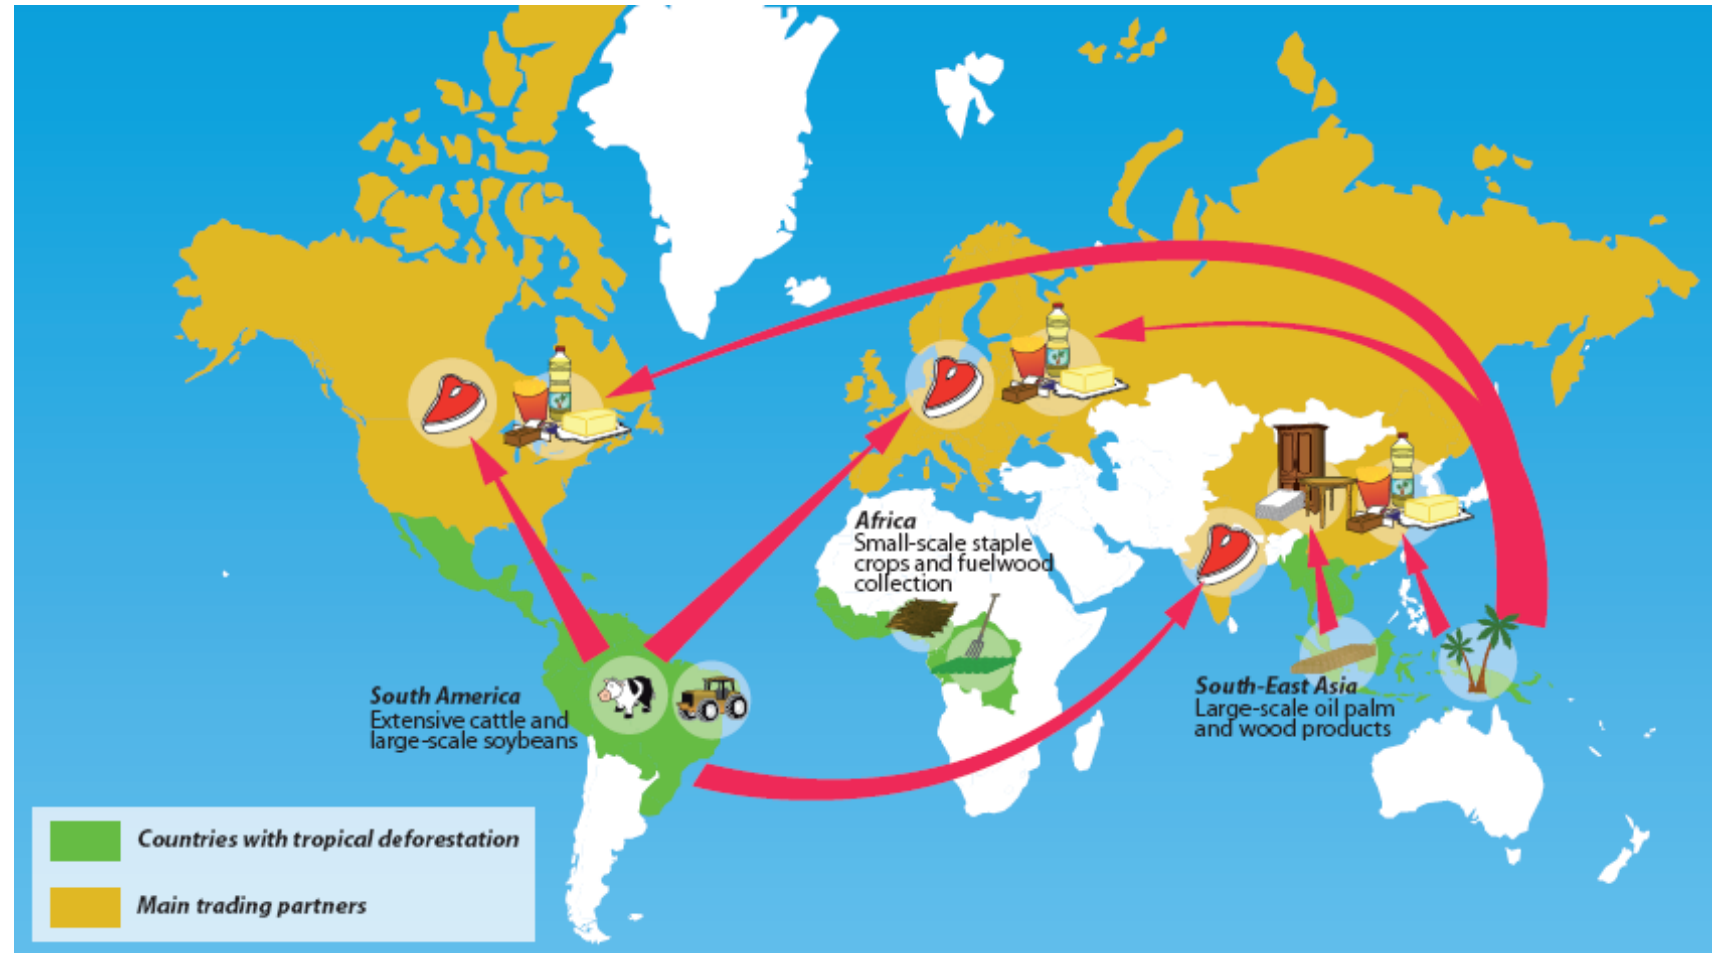 Africa
Small-scale staple
crops and fuelwood
collection
South America
Extensive cattle and
large-scale soybeans
South-East Asia
Large-scale oil palm
and wood products
Countries with tropical deforestation
Main trading partners